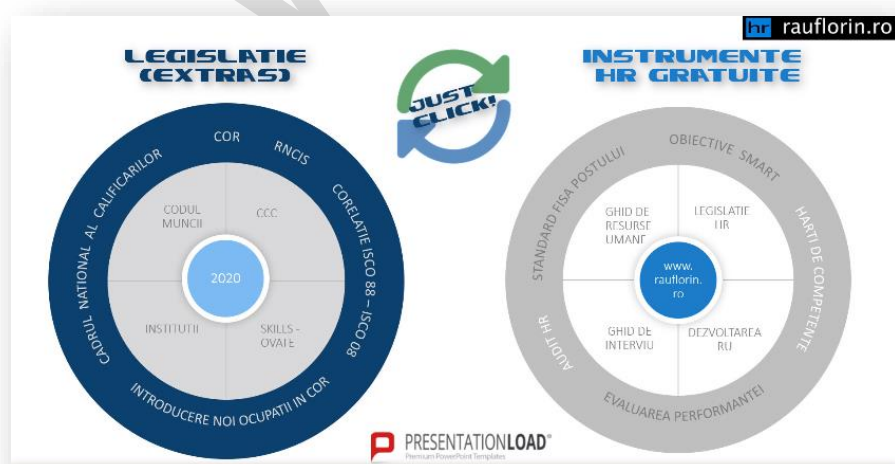 hr rauflorin.ro
LEGISLATIE
(EXTRAS)
COR
RNCIS
CORELATIE ISCO 88 – ISCO 08
INTRODUCERE NOI OCUPATII IN COR
CADRUL NATIONAL AL CALIFICARILOR
CODUL
MUNCII
CCC
2020
INSTITUTII
SKILLS -
OVATE
JUST
CLICK!
INSTRUMENTE
HR GRATUITE
STANDARD FISA POSTULUI
OBIECTIVE SMART
HARTI DE COMPETENTE
EVALUAREA PERFORMANTEI
AUDIT HR
GHID DE
RESURSE
UMANE
LEGISLATIE
HR
www.
rauflorin.
ro
GHID DE
INTERVIU
DEZVOLTAREA
RU
PRESENTATIONLOAD®
Premium PowerPoint Templates